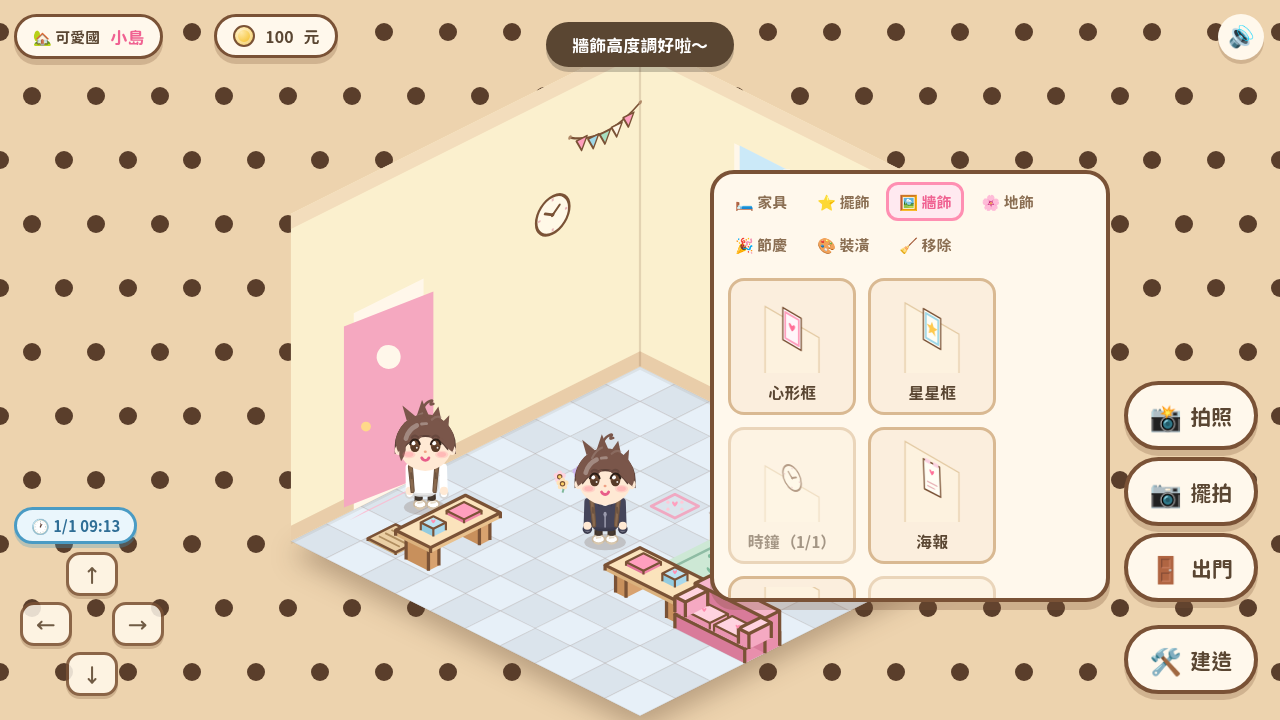 可愛國 小島
100 元
牆飾高度調好啦～
家具
擺飾
牆飾
地飾
節慶
裝潢
移除
心形框
星星框
時鐘（1/1）
海報
拍照
擺拍
出門
建造
1/1 09:13
↑
← →
↓